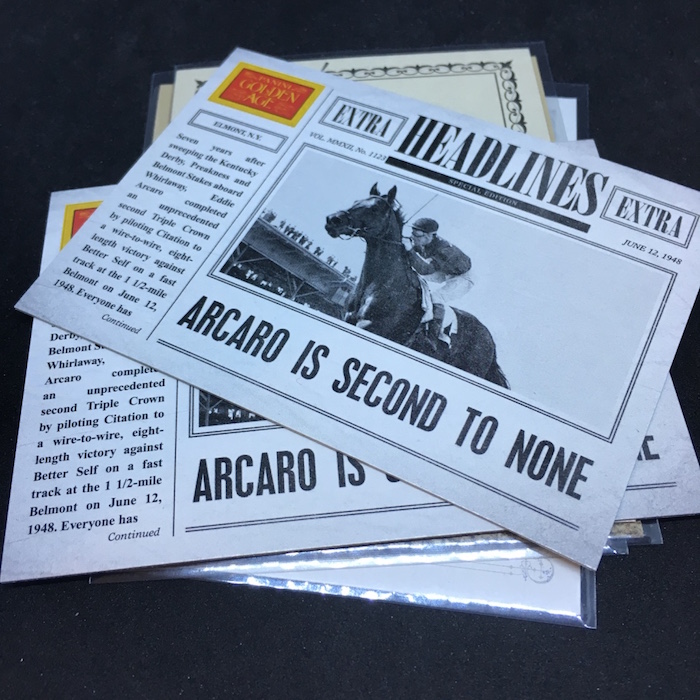 PANINI
GOLDEN
AGE
ELMONT, N.Y.
Seven years after
sweeping the Kentucky
Derby, Preakness and
Belmont Stakes aboard
Whirlaway, Eddie
Arcaro completed
an unprecedented
second Triple Crown
by piloting Citation to
a wire-to-wire, eight-
length victory against
Better Self on a fast
track at the 1 1/2-mile
Belmont on June 12,
1948. Everyone has
Continued
EXTRA
HEADLINES
EXTRA
VOL. MMXII, No. 1123
SPECIAL EDITION
JUNE 12, 1948
ARCARO IS SECOND TO NONE
Derby,
Belmont
Whirlaway,
Arcaro
an unprecedented
second Triple Crown
by piloting Citation to
a wire-to-wire, eight-
length victory against
Better Self on a fast
track at the 1 1/2-mile
Belmont on June 12,
1948. Everyone has
Continued
ARCARO IS